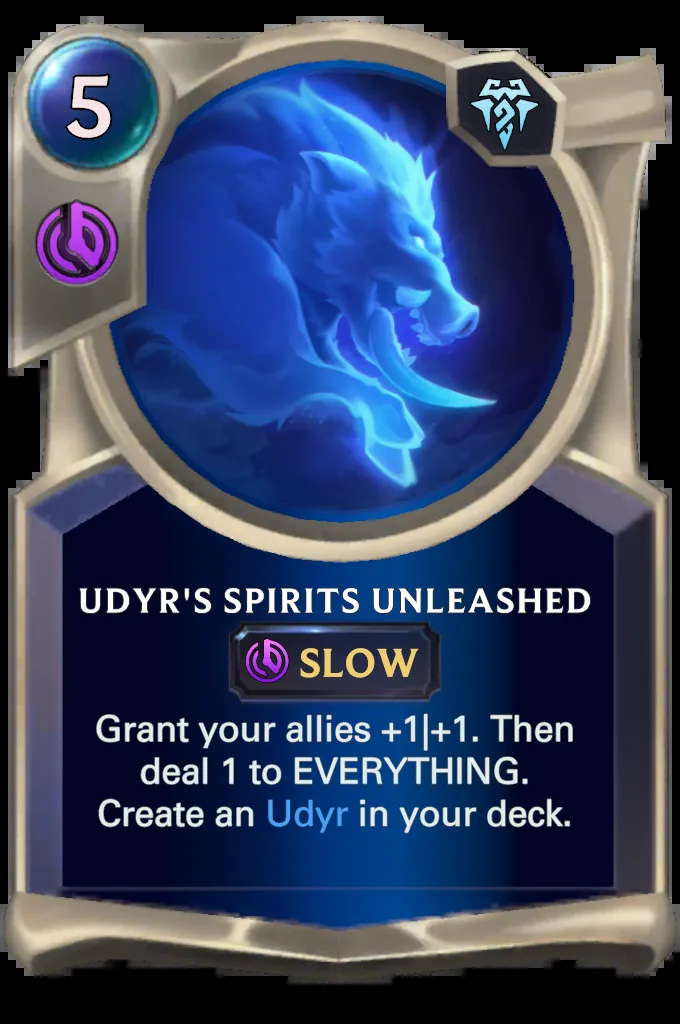 5
UDYR'S SPIRITS UNLEASHED
SLOW
Grant your allies +1|+1. Then
deal 1 to EVERYTHING.
Create an Udyr in your deck.